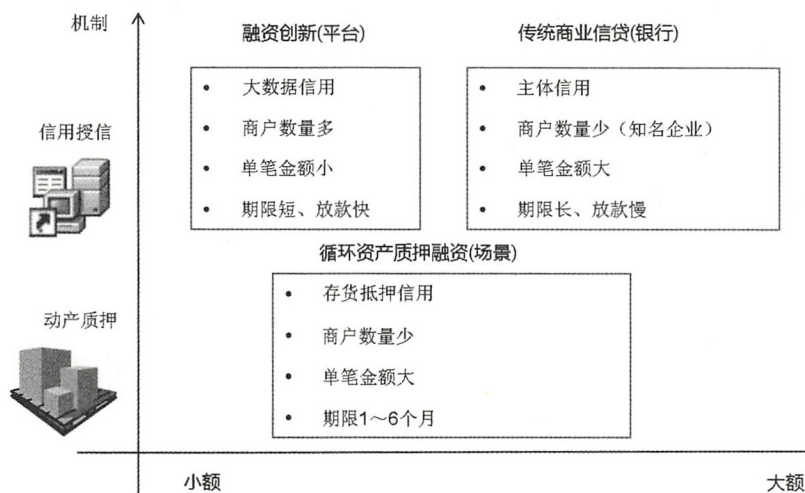 机制
融资创新(平台)
传统商业信贷(银行)
• 大数据信用
• 商户数量多
• 单笔金额小
• 期限短、放款快
• 主体信用
• 商户数量少（知名企业）
• 单笔金额大
• 期限长、放款慢
信用授信
循环资产质押融资(场景)
• 存货抵押信用
• 商户数量少
• 单笔金额大
• 期限1～6个月
动产质押
小额
大额